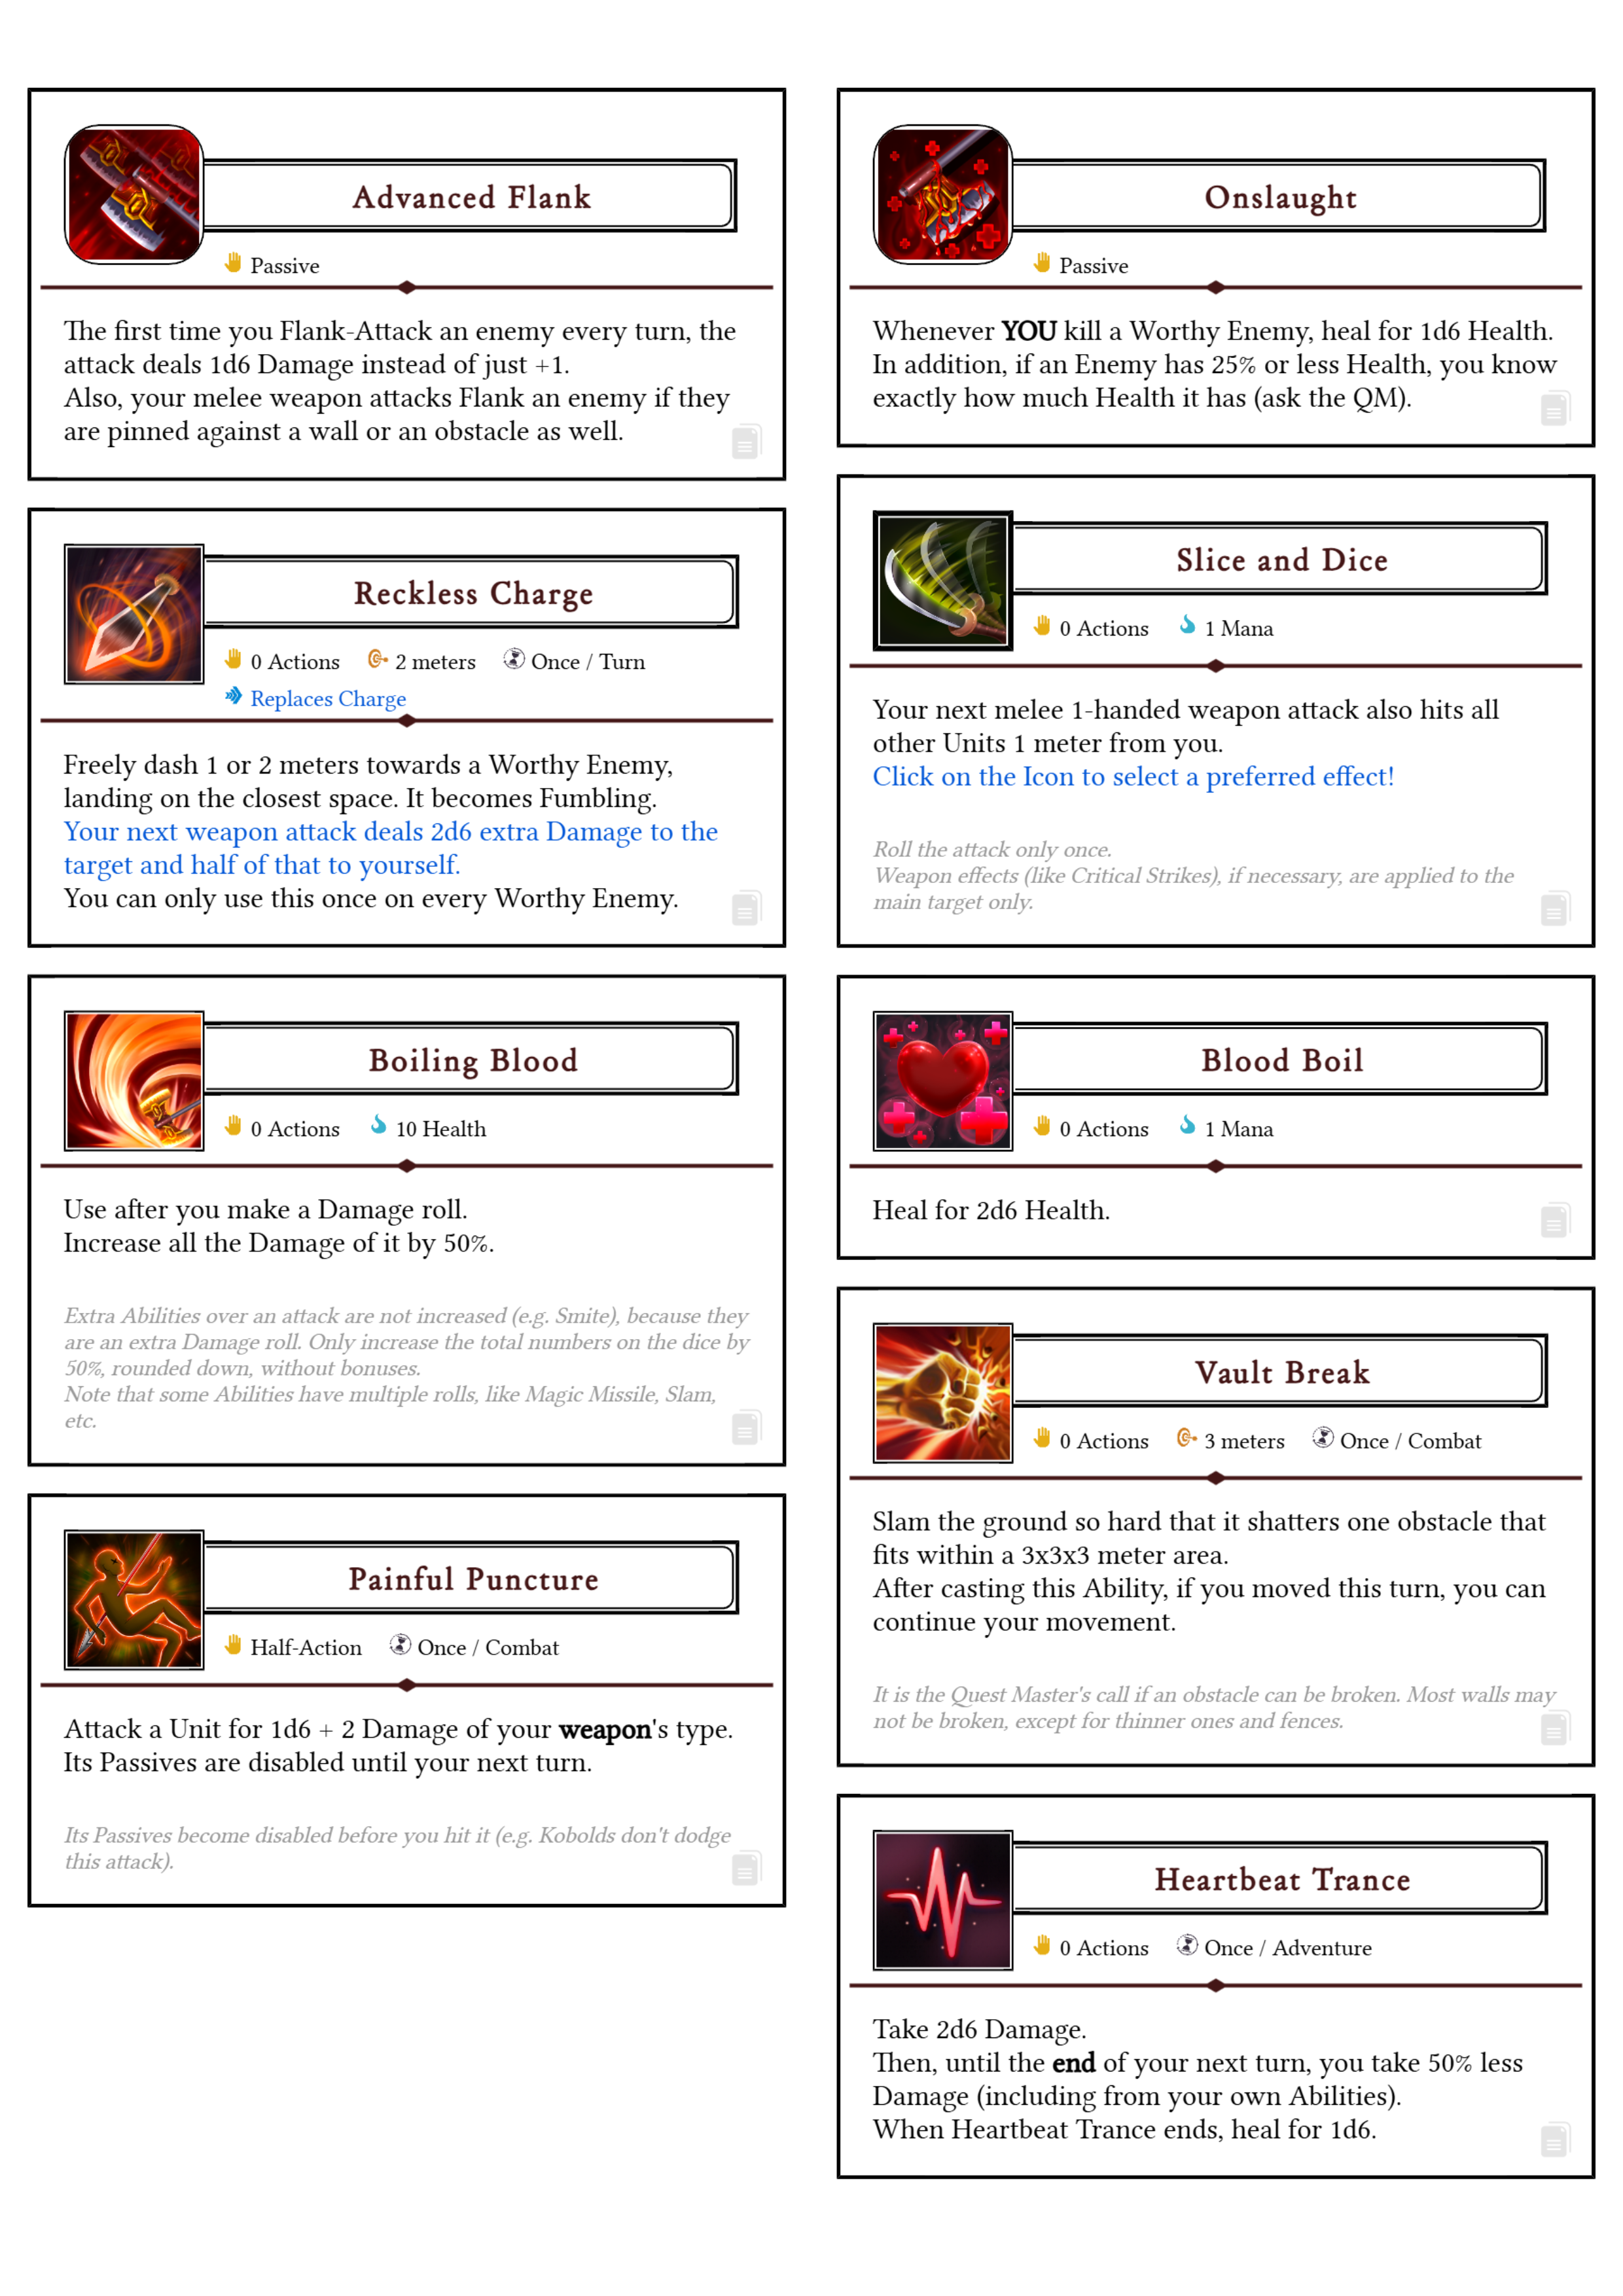 Advanced Flank
Passive
The first time you Flank-Attack an enemy every turn, the
attack deals 1d6 Damage instead of just +1.
Also, your melee weapon attacks Flank an enemy if they
are pinned against a wall or an obstacle as well.
Reckless Charge
0 Actions 2 meters Once / Turn
Replaces Charge
Freely dash 1 or 2 meters towards a Worthy Enemy,
landing on the closest space. It becomes Fumbling.
Your next weapon attack deals 2d6 extra Damage to the
target and half of that to yourself.
You can only use this once on every Worthy Enemy.
Boiling Blood
0 Actions 10 Health
Use after you make a Damage roll.
Increase all the Damage of it by 50%.
Extra Abilities over an attack are not increased (e.g. Smite), because they
are an extra Damage roll. Only increase the total numbers on the dice by
50%, rounded down, without bonuses.
Note that some Abilities have multiple rolls, like Magic Missile, Slam,
etc.
Painful Puncture
Half-Action Once / Combat
Attack a Unit for 1d6 + 2 Damage of your weapon's type.
Its Passives are disabled until your next turn.
Its Passives become disabled before you hit it (e.g. Kobolds don't dodge
this attack).
Onslaught
Passive
Whenever YOU kill a Worthy Enemy, heal for 1d6 Health.
In addition, if an Enemy has 25% or less Health, you know
exactly how much Health it has (ask the QM).
Slice and Dice
0 Actions 1 Mana
Your next melee 1-handed weapon attack also hits all
other Units 1 meter from you.
Click on the Icon to select a preferred effect!
Roll the attack only once.
Weapon effects (like Critical Strikes), if necessary, are applied to the
main target only.
Blood Boil
0 Actions 1 Mana
Heal for 2d6 Health.
Vault Break
0 Actions 3 meters Once / Combat
Slam the ground so hard that it shatters one obstacle that
fits within a 3x3x3 meter area.
After casting this Ability, if you moved this turn, you can
continue your movement.
It is the Quest Master's call if an obstacle can be broken. Most walls may
not be broken, except for thinner ones and fences.
Heartbeat Trance
0 Actions Once / Adventure
Take 2d6 Damage.
Then, until the end of your next turn, you take 50% less
Damage (including from your own Abilities).
When Heartbeat Trance ends, heal for 1d6.